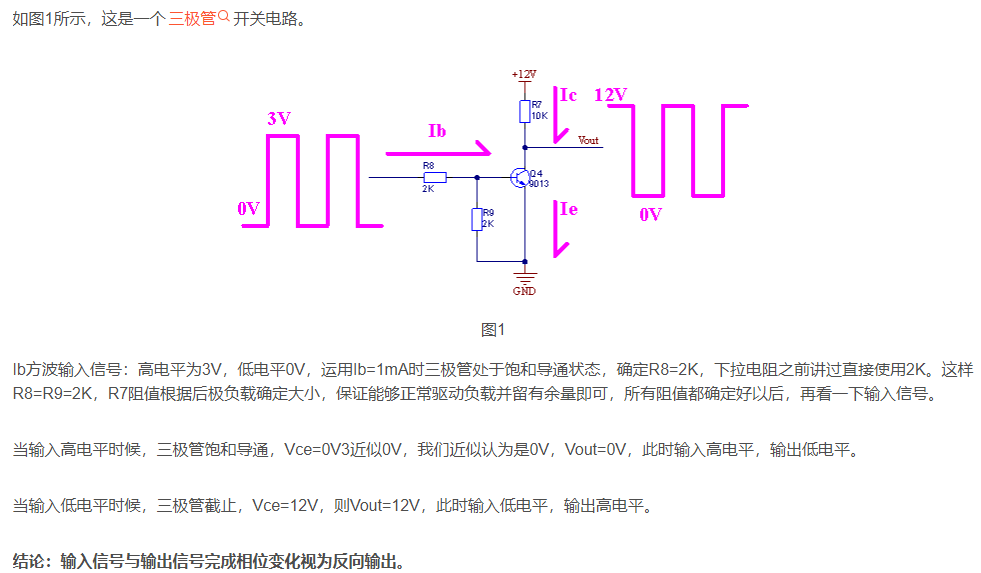 如图1所示，这是一个 三极管 开关电路。
+12V
R7
10K
Ic
12V
3V
Ib
Vout
R8
2K
Q4
9013
0V
R9
2K
Ie
0V
GND
图1
Ib方波输入信号：高电平为3V，低电平0V，运用Ib=1mA时三极管处于饱和导通状态，确定R8=2K，下拉电阻之前讲过直接使用2K。这样
R8=R9=2K，R7阻值根据后极负载确定大小，保证能够正常驱动负载并留有余量即可，所有阻值都确定好以后，再看一下输入信号。
当输入高电平时候，三极管饱和导通，Vce=0V3近似0V，我们近似认为是0V，Vout=0V，此时输入高电平，输出低电平。
当输入低电平时候，三极管截止，Vce=12V，则Vout=12V，此时输入低电平，输出高电平。
结论：输入信号与输出信号完成相位变化视为反向输出。